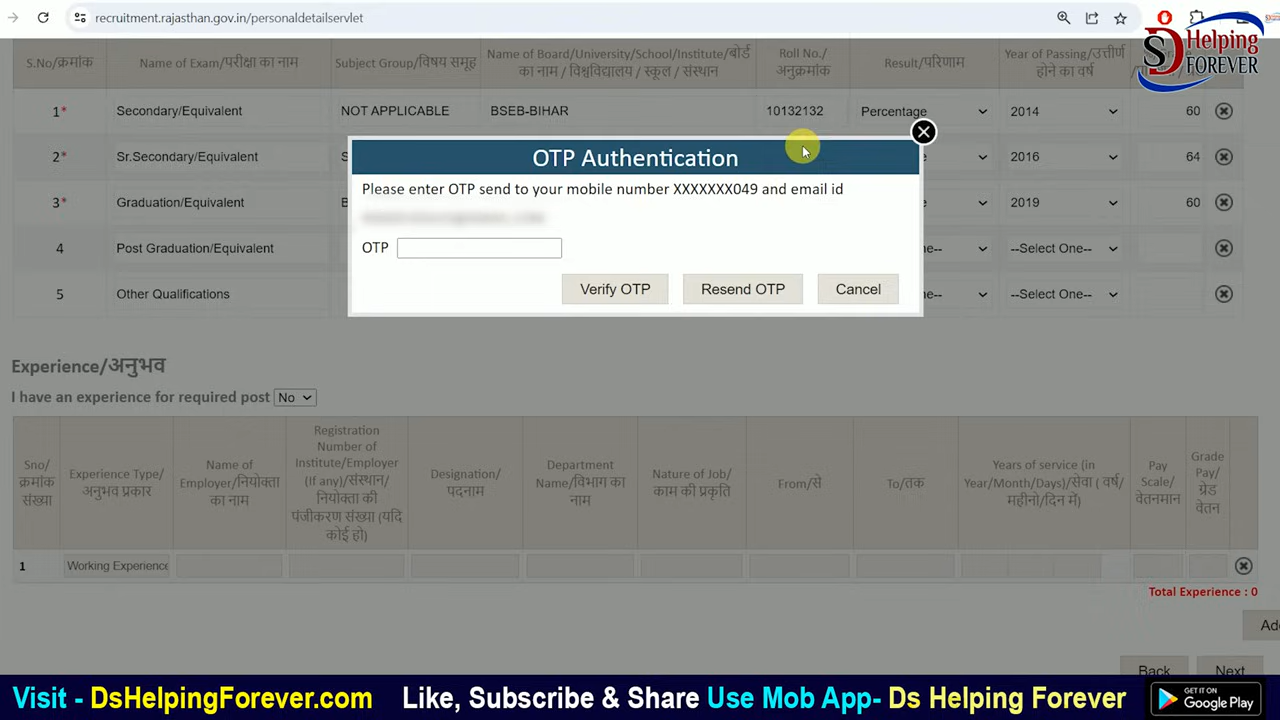 recruitment.rajasthan.gov.in/personaldetailservlet
DS Helping FOREVER
S.No/क्रमांक Name of Exam/परीक्षा का नाम Subject Group/विषय समूह Name of Board/University/School/Institute/बोर्ड का नाम / विश्वविद्यालय / स्कूल / संस्थान Roll No./ अनुक्रमांक Result/परिणाम Year of Passing/उत्तीर्ण होने का वर्ष
1* Secondary/Equivalent NOT APPLICABLE BSEB-BIHAR 10132132 Percentage 2014 60
2* Sr.Secondary/Equivalent 2016 64
3* Graduation/Equivalent 2019 60
4 Post Graduation/Equivalent --Select One--
5 Other Qualifications --Select One--
OTP Authentication
Please enter OTP send to your mobile number XXXXXXX049 and email id
OTP
Verify OTP Resend OTP Cancel
Experience/अनुभव
I have an experience for required post No
Sno/ क्रमांक संख्या Experience Type/ अनुभव प्रकार Name of Employer/नियोक्ता का नाम Registration Number of Institute/Employer (If any)/संस्थान/ नियोक्ता की पंजीकरण संख्या (यदि कोई हो) Designation/ पदनाम Department Name/विभाग का नाम Nature of Job/ काम की प्रकृति From/से To/तक Years of service (in Year/Month/Days)/सेवा ( वर्ष/ महीनो/दिन में) Pay Scale/ वेतनमान Grade Pay/ ग्रेड वेतन
1 Working Experience
Total Experience : 0
Back Next
Visit - DsHelpingForever.com Like, Subscribe & Share Use Mob App- Ds Helping Forever GET IT ON Google Play